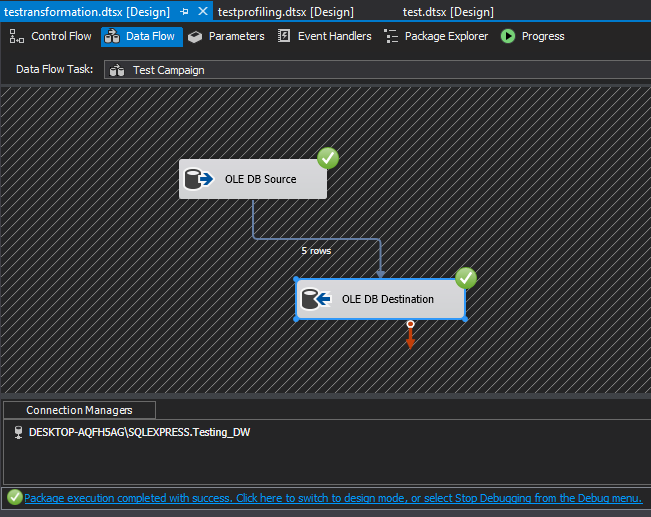 testransformation.dtsx [Design] testprofiling.dtsx [Design] test.dtsx [Design]
Control Flow Data Flow Parameters Event Handlers Package Explorer Progress
Data Flow Task: Test Campaign
OLE DB Source
5 rows
OLE DB Destination
Connection Managers
DESKTOP-AQFH5AG\SQLEXPRESS.Testing_DW
Package execution completed with success. Click here to switch to design mode, or select Stop Debugging from the Debug menu.